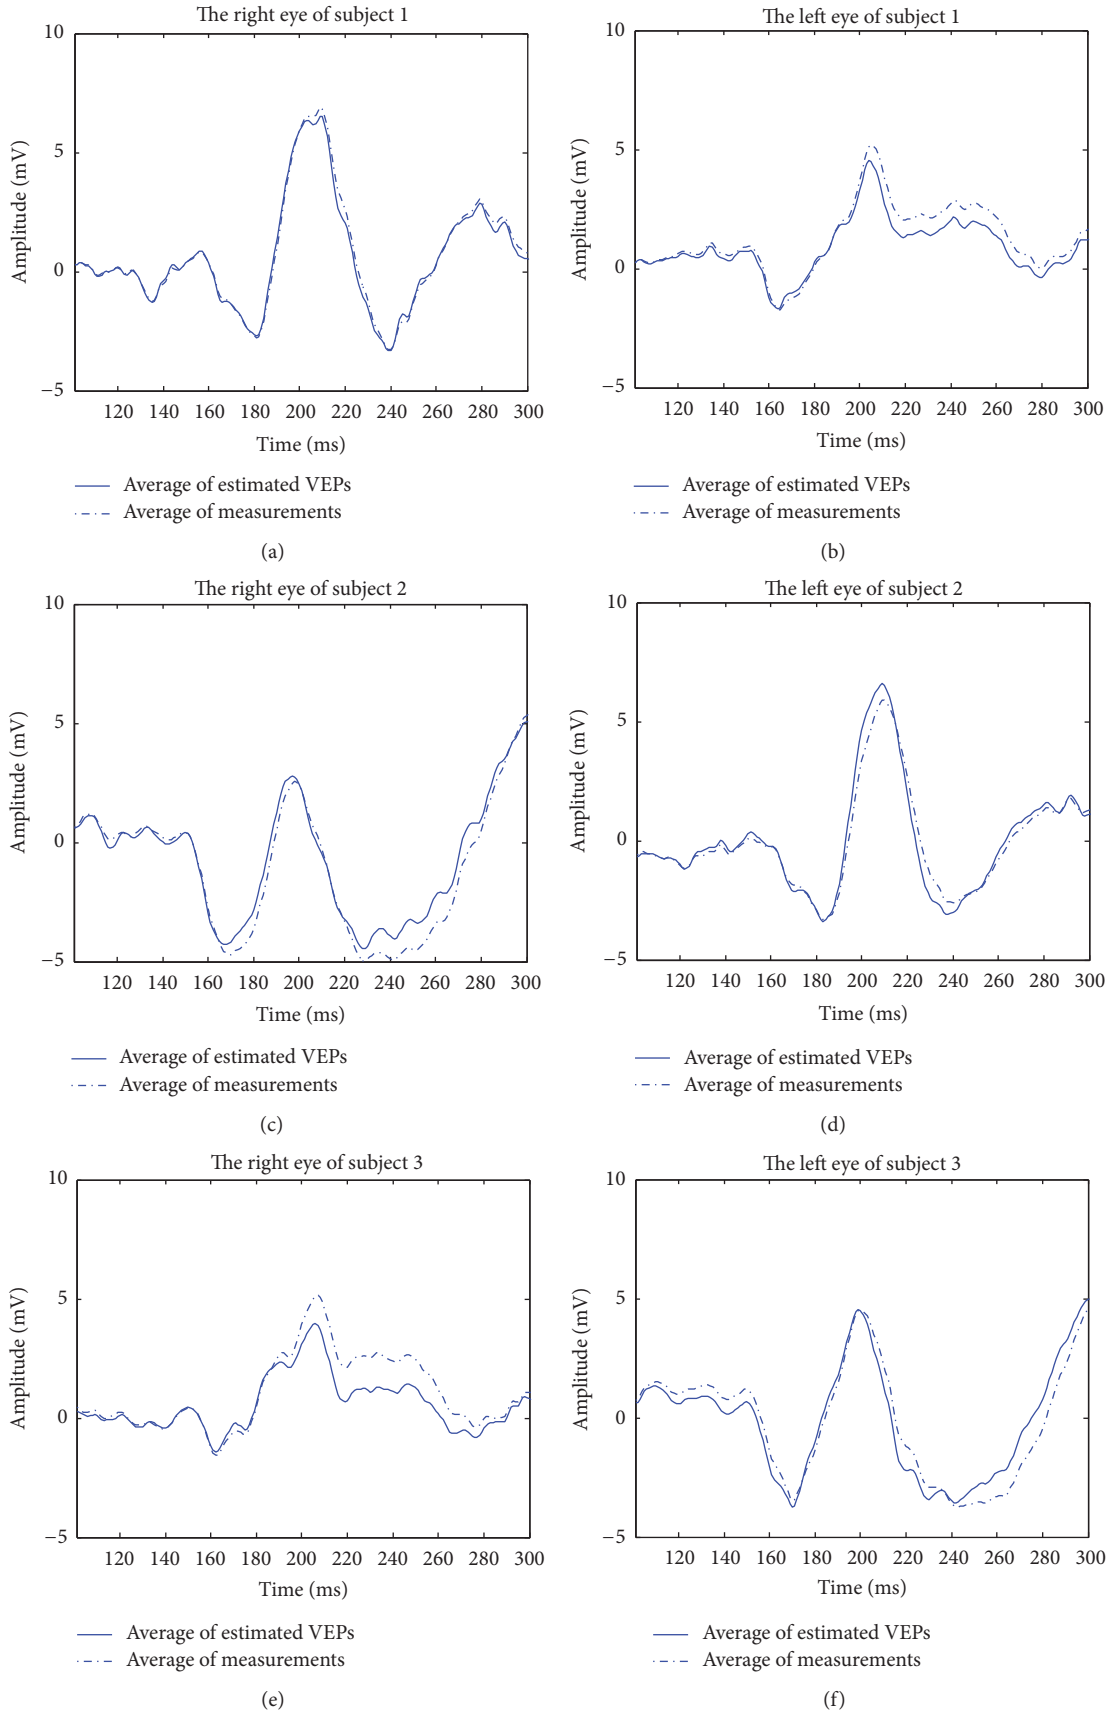 The right eye of subject 1
10
5
0
−5
Amplitude (mV)
120 140 160 180 200 220 240 260 280 300
Time (ms)
Average of estimated VEPs
Average of measurements
(a)
The left eye of subject 1
10
5
0
−5
Amplitude (mV)
120 140 160 180 200 220 240 260 280 300
Time (ms)
Average of estimated VEPs
Average of measurements
(b)
The right eye of subject 2
10
5
0
−5
Amplitude (mV)
120 140 160 180 200 220 240 260 280 300
Time (ms)
Average of estimated VEPs
Average of measurements
(c)
The left eye of subject 2
10
5
0
−5
Amplitude (mV)
120 140 160 180 200 220 240 260 280 300
Time (ms)
Average of estimated VEPs
Average of measurements
(d)
The right eye of subject 3
10
5
0
−5
Amplitude (mV)
120 140 160 180 200 220 240 260 280 300
Time (ms)
Average of estimated VEPs
Average of measurements
(e)
The left eye of subject 3
10
5
0
−5
Amplitude (mV)
120 140 160 180 200 220 240 260 280 300
Time (ms)
Average of estimated VEPs
Average of measurements
(f)